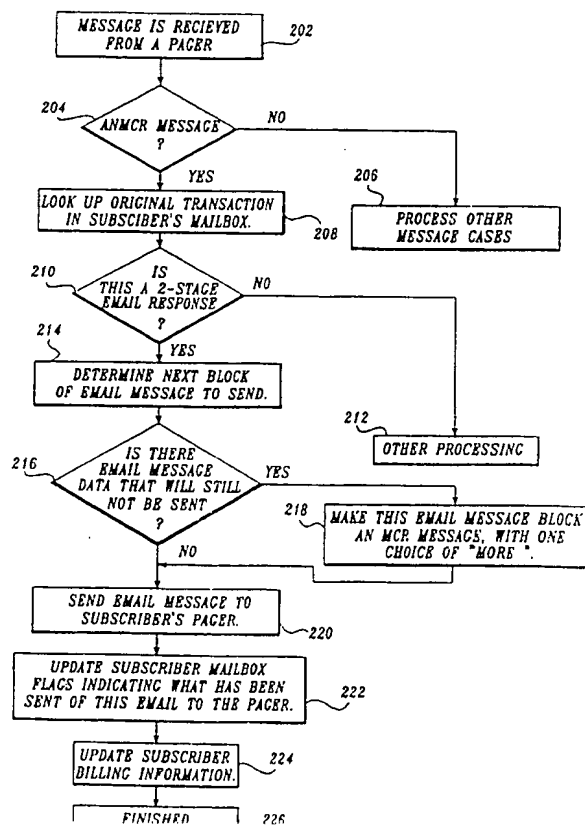 MESSAGE IS RECIEVED
FROM A PAGER
202
204
ANMCR MESSAGE
?
NO
YES
LOOK UP ORIGINAL TRANSACTION
IN SUBSCIBER'S MAILBOX.
208
206
PROCESS OTHER
MESSAGE CASES
210
IS
THIS A 2-STAGE
EMAIL RESPONSE
?
NO
YES
214
DETERMINE NEXT BLOCK
OF EMAIL MESSAGE TO SEND.
212
OTHER PROCESSING
216
IS THERE
EMAIL MESSAGE
DATA THAT WILL STILL
NOT BE SENT
?
YES
NO
218
MAKE THIS EMAIL MESSAGE BLOCK
AN MCR MESSAGE, WITH ONE
CHOICE OF "MORE ".
SEND EMAIL MESSAGE TO
SUBSCRIBER'S PAGER.
220
UPDATE SUBSCRIBER MAILBOX
FLAGS INDICATING WHAT HAS BEEN
SENT OF THIS EMAIL TO THE PAGER.
222
UPDATE SUBSCRIBER
BILLING INFORMATION.
224
FINISHED
226